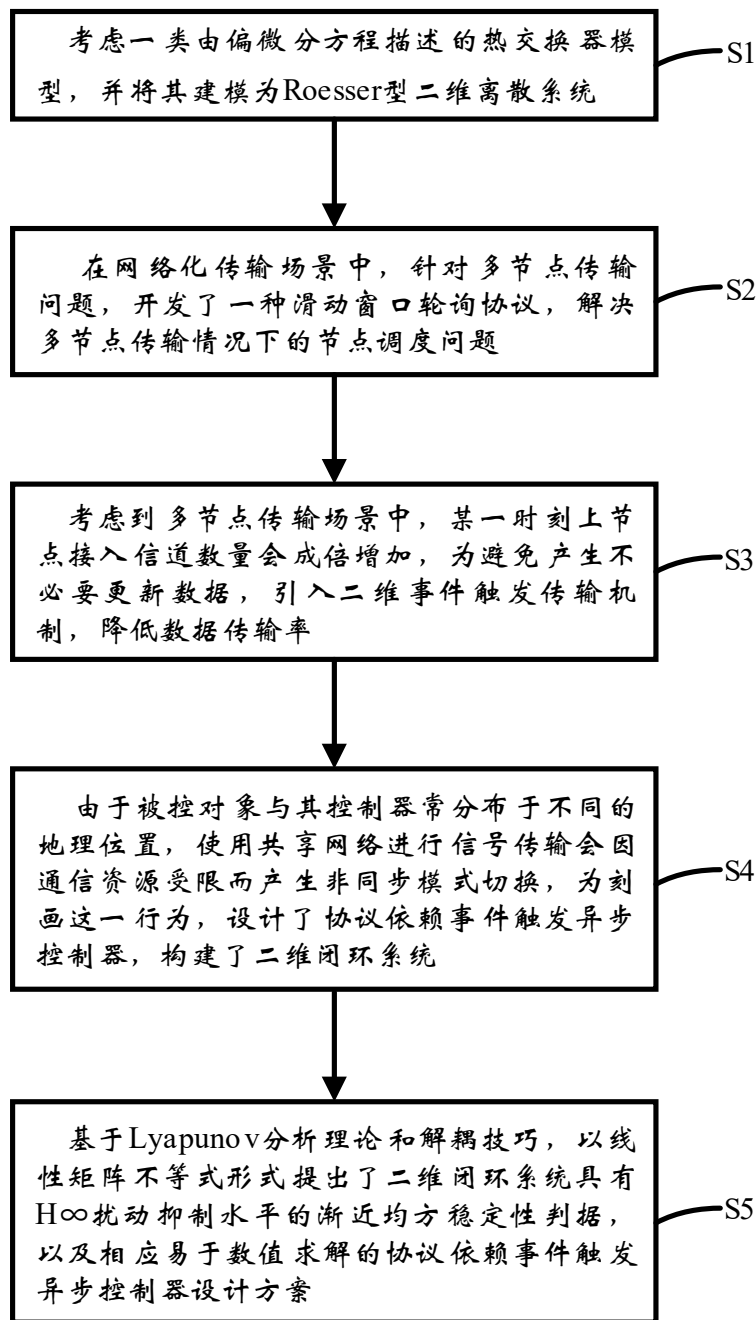 考虑一类由偏微分方程描述的热交换器模
型，并将其建模为Roesser型二维离散系统
S1
在网络化传输场景中，针对多节点传输
问题，开发了一种滑动窗口轮询协议，解决
多节点传输情况下的节点调度问题
S2
考虑到多节点传输场景中，某一时刻上节
点接入信道数量会成倍增加，为避免产生不
必要更新数据，引入二维事件触发传输机
制，降低数据传输率
S3
由于被控对象与其控制器常分布于不同的
地理位置，使用共享网络进行信号传输会因
通信资源受限而产生非同步模式切换，为刻
画这一行为，设计了协议依赖事件触发异步
控制器，构建了二维闭环系统
S4
基于Lyapunov分析理论和解耦技巧，以线
性矩阵不等式形式提出了二维闭环系统具有
H∞扰动抑制水平的渐近均方稳定性判据，
以及相应易于数值求解的协议依赖事件触发
异步控制器设计方案
S5